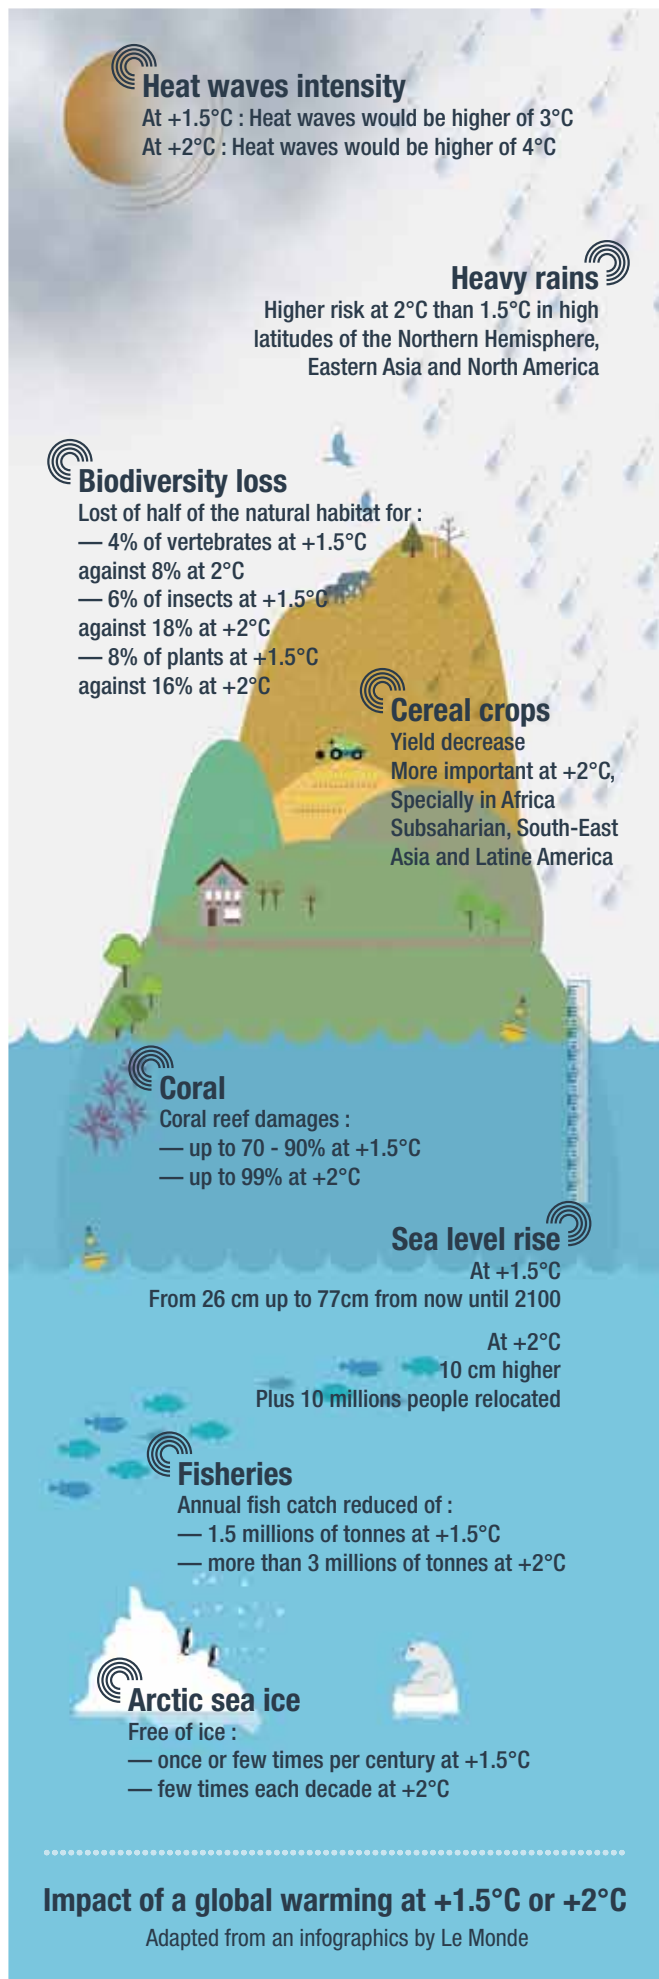 Heat waves intensity
At +1.5°C : Heat waves would be higher of 3°C
At +2°C : Heat waves would be higher of 4°C
Heavy rains
Higher risk at 2°C than 1.5°C in high
latitudes of the Northern Hemisphere,
Eastern Asia and North America
Biodiversity loss
Lost of half of the natural habitat for :
— 4% of vertebrates at +1.5°C
against 8% at 2°C
— 6% of insects at +1.5°C
against 18% at +2°C
— 8% of plants at +1.5°C
against 16% at +2°C
Cereal crops
Yield decrease
More important at +2°C,
Specially in Africa
Subsaharian, South-East
Asia and Latine America
Coral
Coral reef damages :
— up to 70 - 90% at +1.5°C
— up to 99% at +2°C
Sea level rise
At +1.5°C
From 26 cm up to 77cm from now until 2100
At +2°C
10 cm higher
Plus 10 millions people relocated
Fisheries
Annual fish catch reduced of :
— 1.5 millions of tonnes at +1.5°C
— more than 3 millions of tonnes at +2°C
Arctic sea ice
Free of ice :
— once or few times per century at +1.5°C
— few times each decade at +2°C
Impact of a global warming at +1.5°C or +2°C
Adapted from an infographics by Le Monde